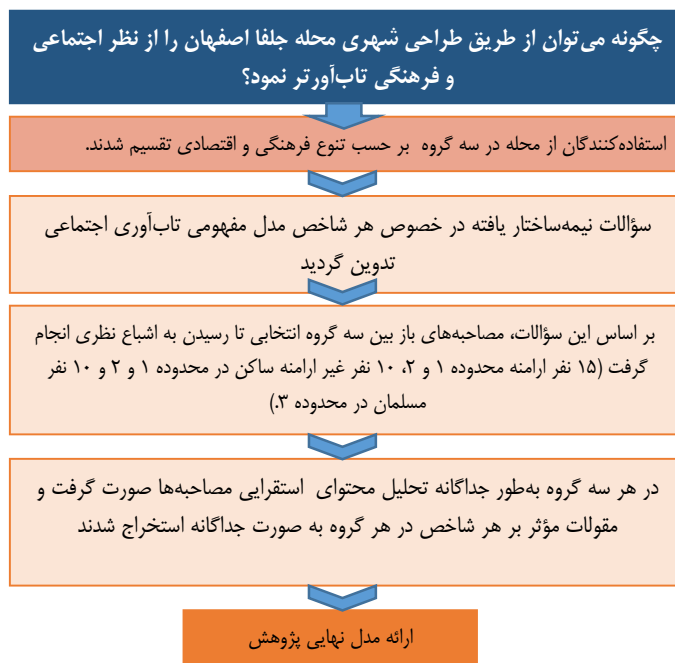 چگونه می‌توان از طریق طراحی شهری محله جلفا اصفهان را از نظر اجتماعی
و فرهنگی تاب‌آورتر نمود؟
استفاده‌کنندگان از محله در سه گروه بر حسب تنوع فرهنگی و اقتصادی تقسیم شدند.
سؤالات نیمه‌ساختار یافته در خصوص هر شاخص مدل مفهومی تاب‌آوری اجتماعی
تدوین گردید
بر اساس این سؤالات، مصاحبه‌های باز بین سه گروه انتخابی تا رسیدن به اشباع نظری انجام
گرفت (۱۵ نفر ارامنه محدوده ۱ و ۲، ۱۰ نفر غیر ارامنه ساکن در محدوده ۱ و ۲ و ۱۰ نفر
مسلمان در محدوده ۳.)
در هر سه گروه به‌طور جداگانه تحلیل محتوای استقرایی مصاحبه‌ها صورت گرفت و
مقولات مؤثر بر هر شاخص در هر گروه به صورت جداگانه استخراج شدند
ارائه مدل نهایی پژوهش